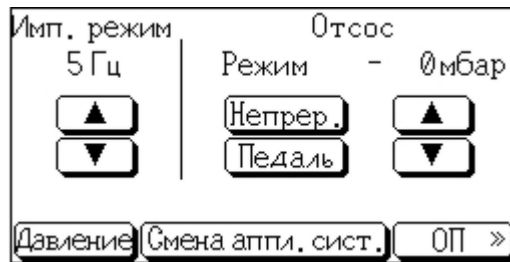 Имп. режим Отсос
5 Гц Режим - 0мбар
▲ Непрер. ▲
▼ Педаль ▼
Давление Смена аппл. сист. ОП »